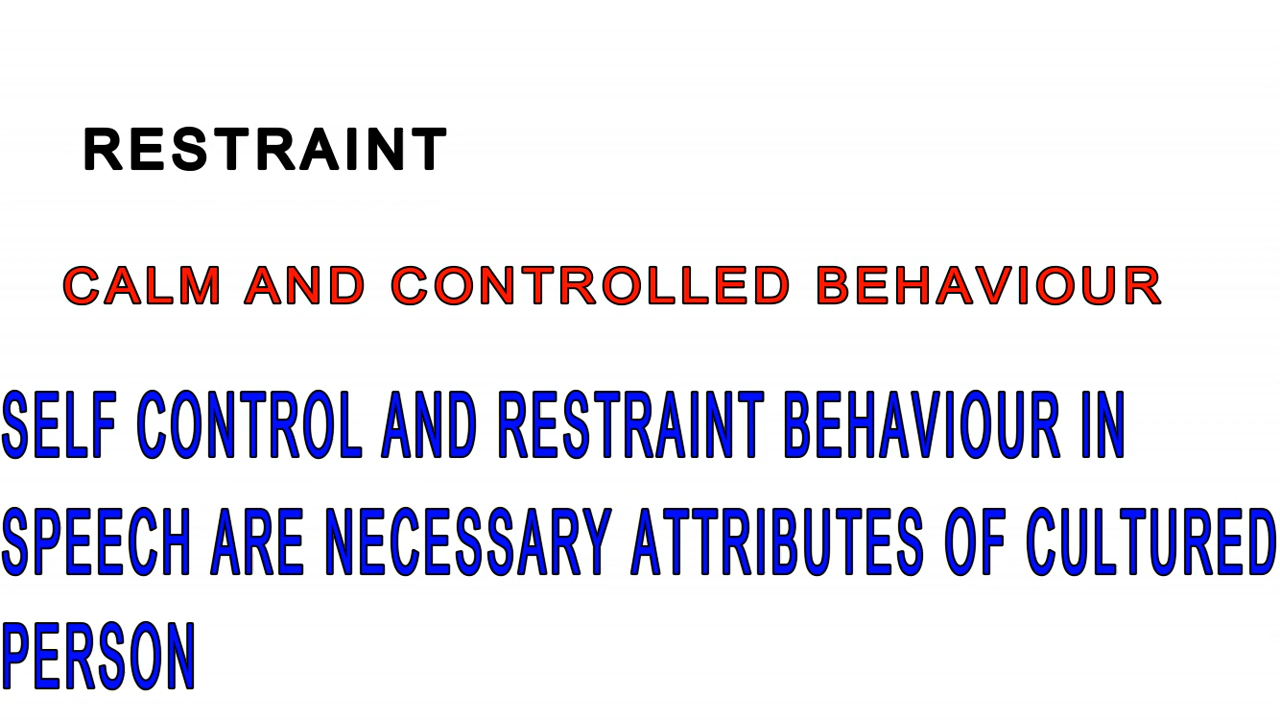 RESTRAINT
CALM AND CONTROLLED BEHAVIOUR
SELF CONTROL AND RESTRAINT BEHAVIOUR IN
SPEECH ARE NECESSARY ATTRIBUTES OF CULTURED
PERSON